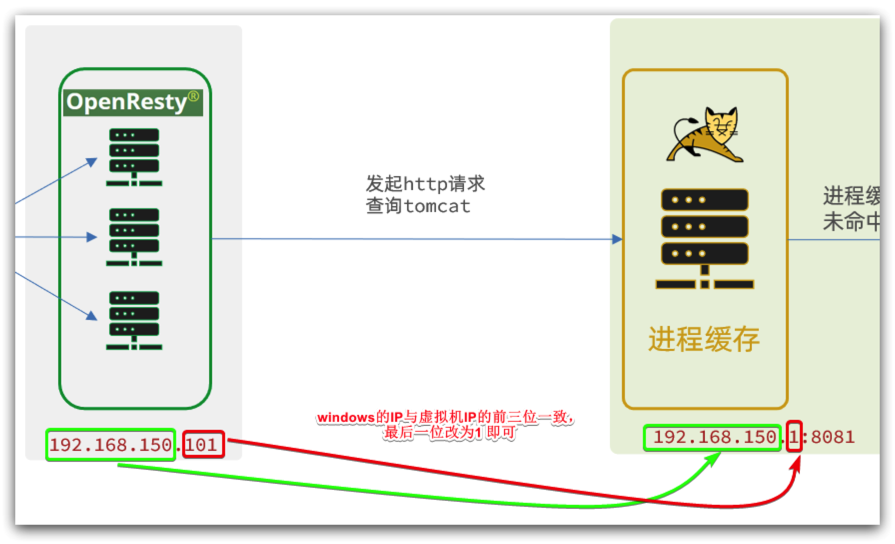 OpenResty®
发起http请求
查询tomcat
进程缓
未命中
进程缓存
windows的IP与虚拟机IP的前三位一致，
最后一位改为1 即可
192.168.150.101
192.168.150.1:8081